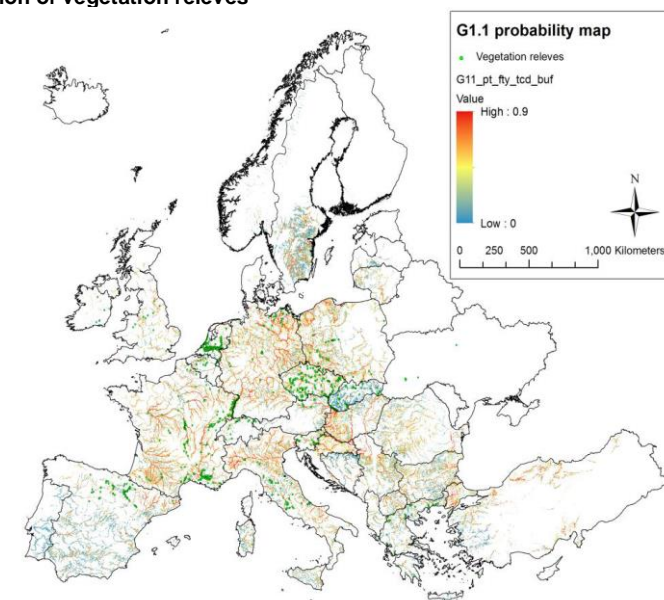 ion of vegetation releves
G1.1 probability map
Vegetation releves
G11_pt_fty_tcd_buf
Value
High : 0.9
Low : 0
N
0 250 500 1,000 Kilometers